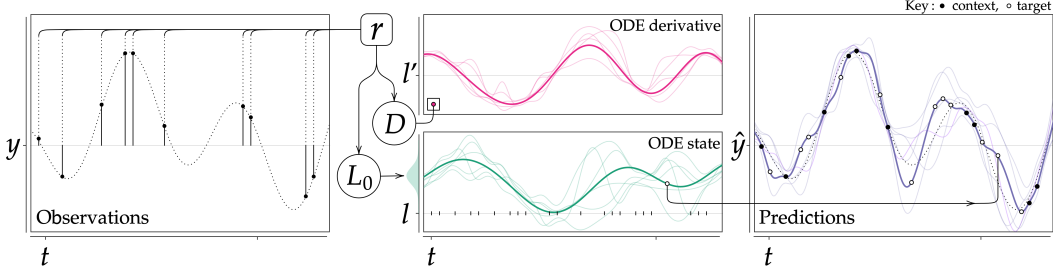 Key : • context, ◦ target
r
ODE derivative
l′
D
y
ODE state
ŷ
L₀
l
Observations
Predictions
t
t
t